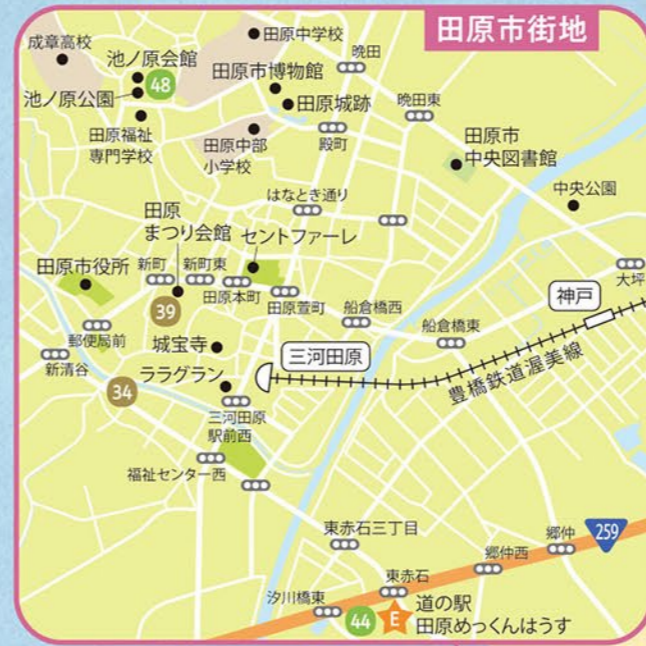 田原市街地
成章高校
田原中学校
池ノ原会館
48
池ノ原公園
晩田
田原市博物館
田原城跡
晩田東
田原福祉
専門学校
田原中部
小学校
殿町
田原市
中央図書館
中央公園
はなとき通り
田原
まつり会館
セントファーレ
田原市役所
新町
新町東
田原本町
田原萱町
大坪
神戸
39
船倉橋西
船倉橋東
郵便局前
城宝寺
三河田原
新清谷
ララグラン
豊橋鉄道渥美線
34
三河田原
駅前西
福祉センター西
東赤石三丁目
郷仲
259
郷仲西
東赤石
汐川橋東
44
E
道の駅
田原めっくんはうす